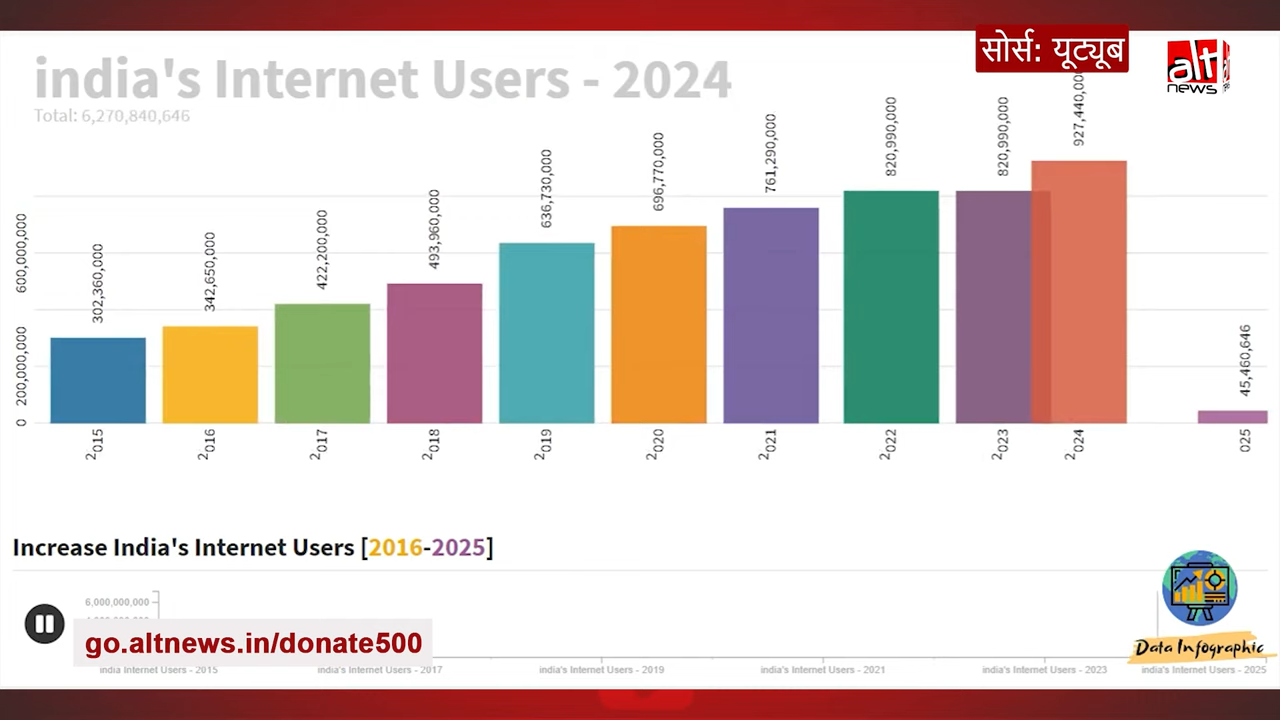 सोर्स: यूट्यूब
alt
news
india's Internet Users - 2024
Total: 6,270,840,646
302,360,000
342,650,000
422,200,000
493,960,000
636,730,000
696,770,000
761,290,000
820,990,000
820,990,000
927,440,000
45,460,646
600,000,000
200,000,000
0
2015
2016
2017
2018
2019
2020
2021
2022
2023
2024
025
Increase India's Internet Users [2016-2025]
6,000,000,000
go.altnews.in/donate500
india Internet Users - 2015
india's Internet Users - 2017
india's Internet Users - 2019
india's Internet Users - 2021
india's Internet Users - 2023
india's Internet Users - 2025
Data Infographic